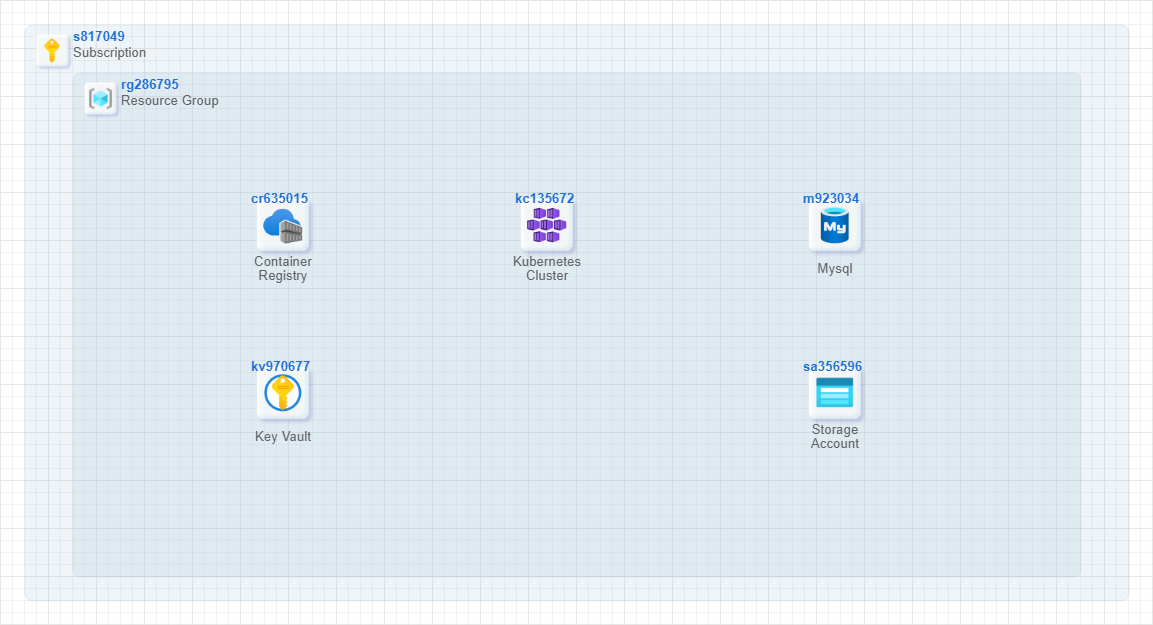 s817049
Subscription
rg286795
Resource Group
cr635015
Container
Registry
kc135672
Kubernetes
Cluster
m923034
My
Mysql
kv970677
Key Vault
sa356596
Storage
Account